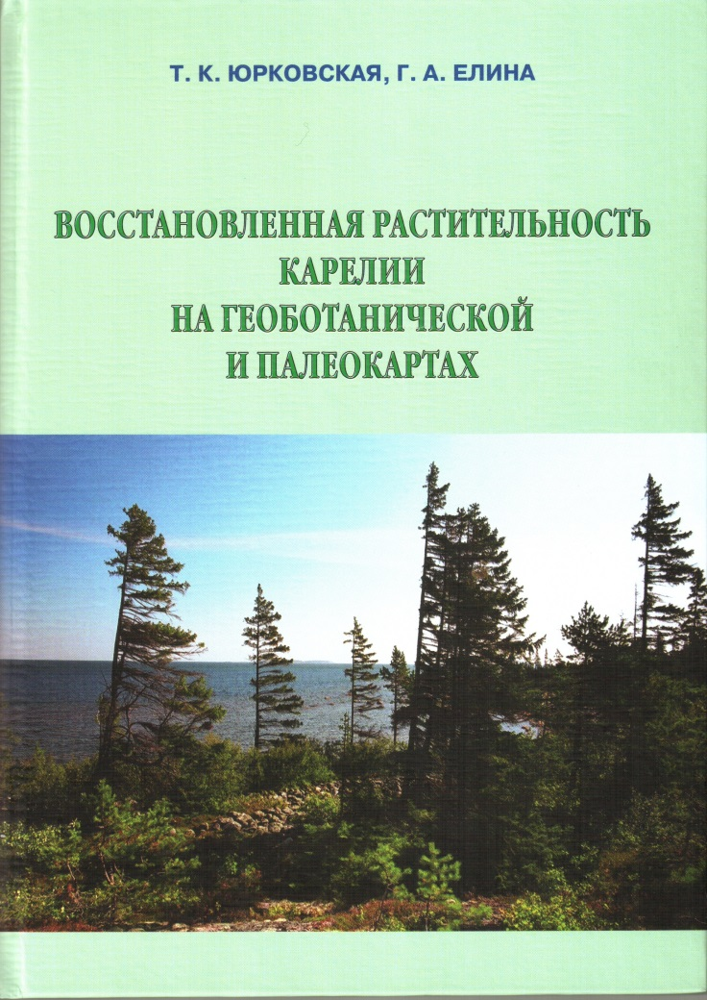 Т. К. ЮРКОВСКАЯ, Г. А. ЕЛИНА
ВОССТАНОВЛЕННАЯ РАСТИТЕЛЬНОСТЬ
КАРЕЛИИ
НА ГЕОБОТАНИЧЕСКОЙ
И ПАЛЕОКАРТАХ